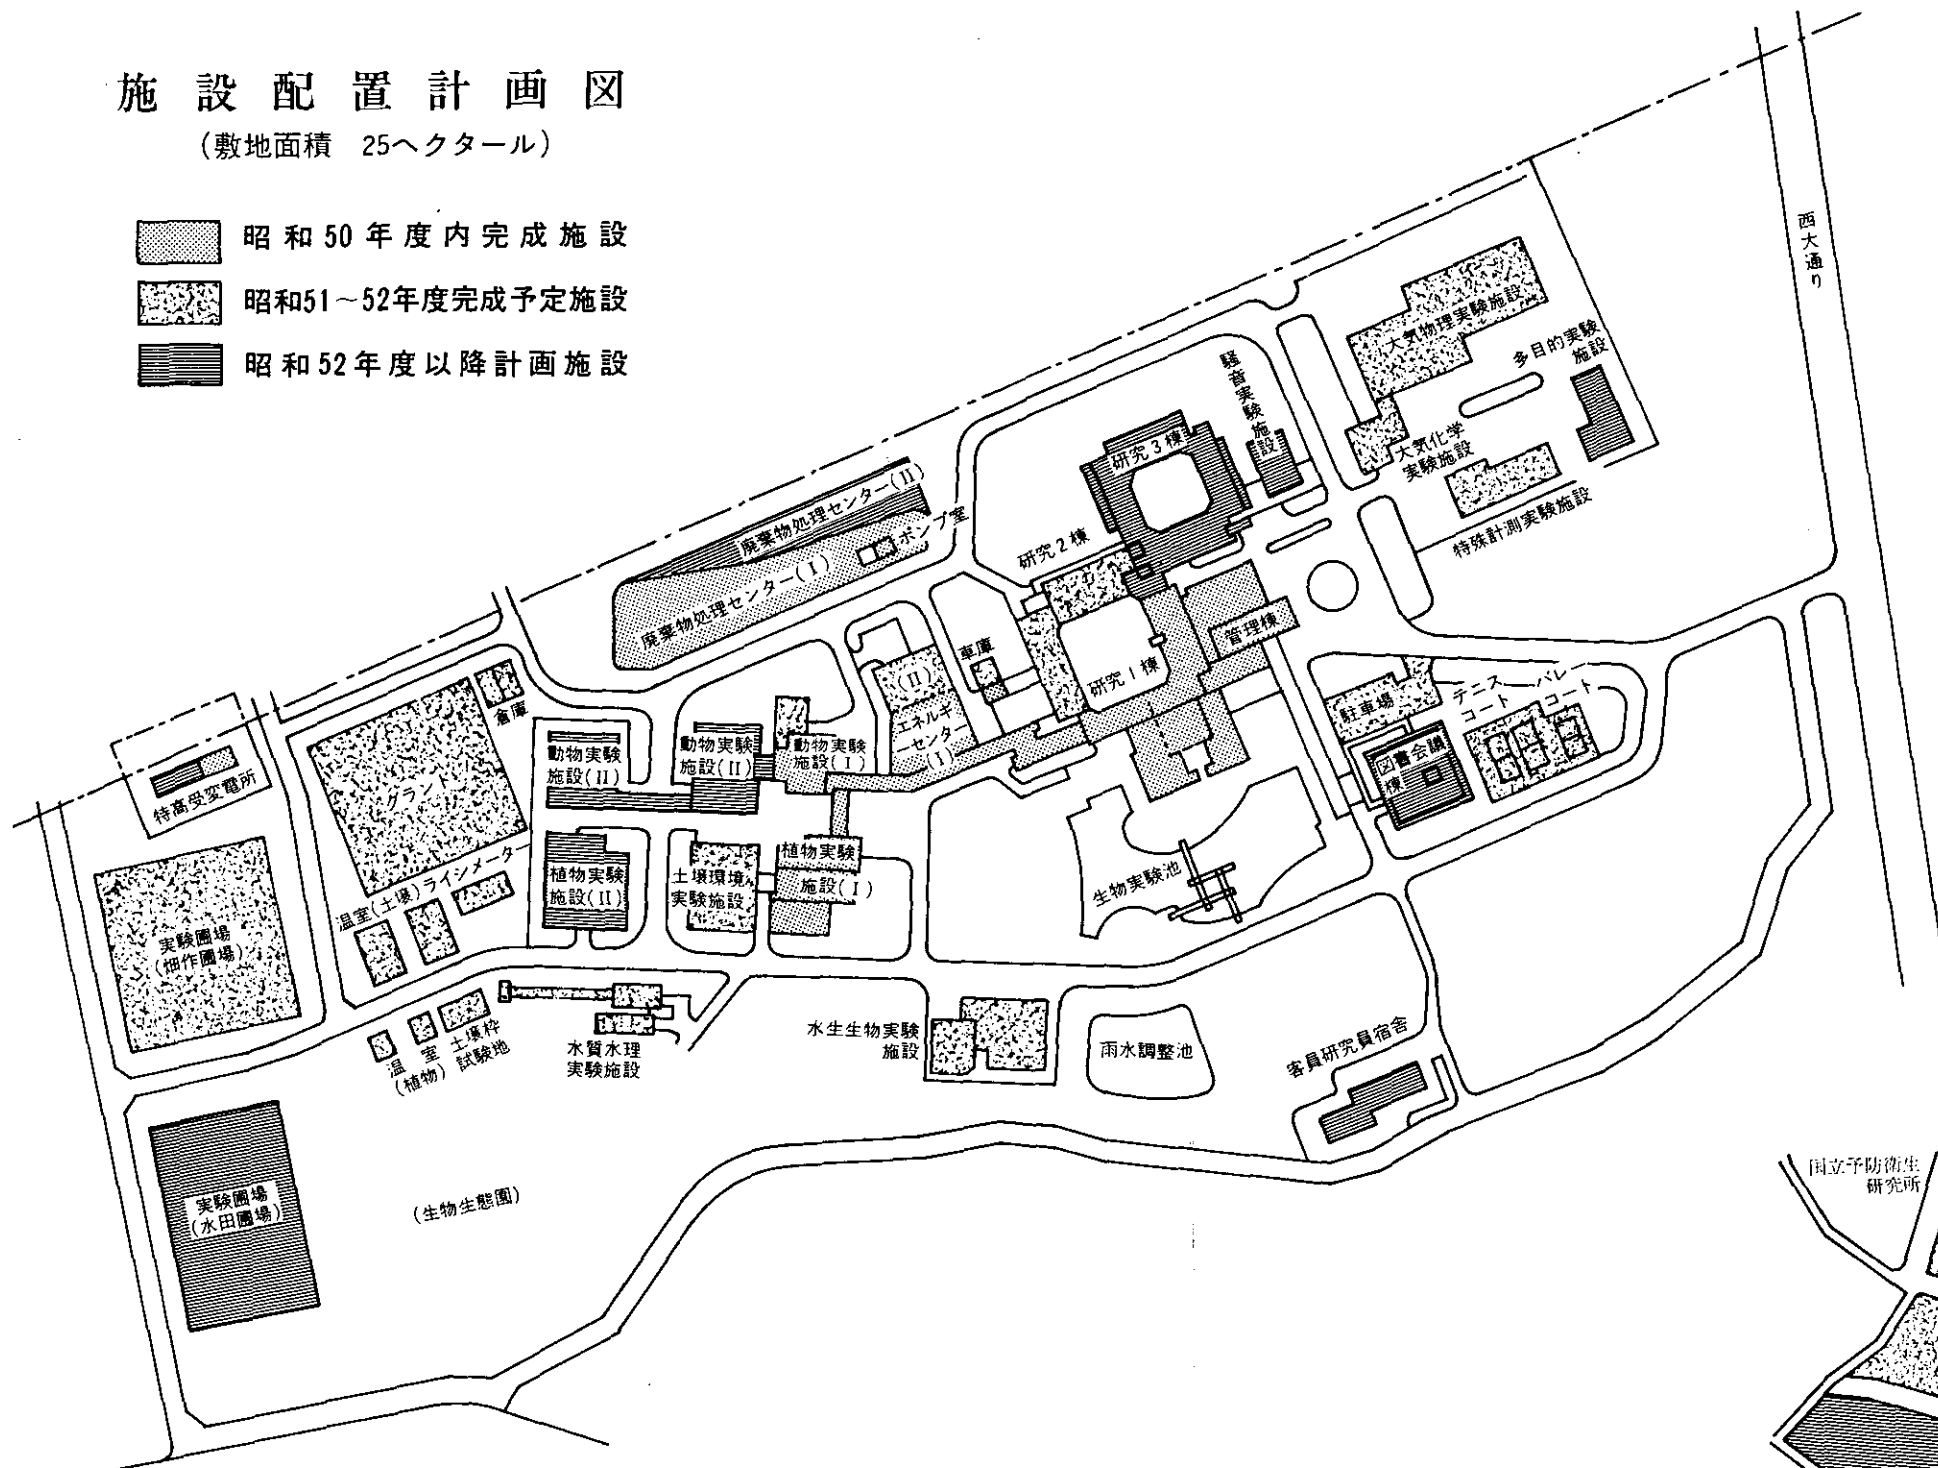 施設配置計画図
(敷地面積 25ヘクタール)
昭和50年度内完成施設
昭和51~52年度完成予定施設
昭和52年度以降計画施設
西大通り
大気物理実験施設
多目的実験
施設
騒音実験施設
大気化学
実験施設
特殊計測実験施設
研究3棟
研究2棟
研究1棟
管理棟
廃棄物処理センター(II)
ポンプ室
廃棄物処理センター(I)
車庫
(II)
エネルギ
ーセンター
(I)
駐車場
テニス
コート
バレー
コート
図書会議
棟
倉庫
グランド
特高受変電所
動物実験
施設(II)
動物実験
施設(II)
動物実験
施設(I)
植物実験
施設(II)
土壌環境
実験施設
植物実験
施設(I)
生物実験池
温室(土壌)ライシメーター
実験圃場
(畑作圃場)
温室
(植物)
土壌枠
試験地
水質水理
実験施設
水生生物実験
施設
雨水調整池
客員研究員宿舎
実験圃場
(水田圃場)
(生物生態園)
国立予防衛生
研究所